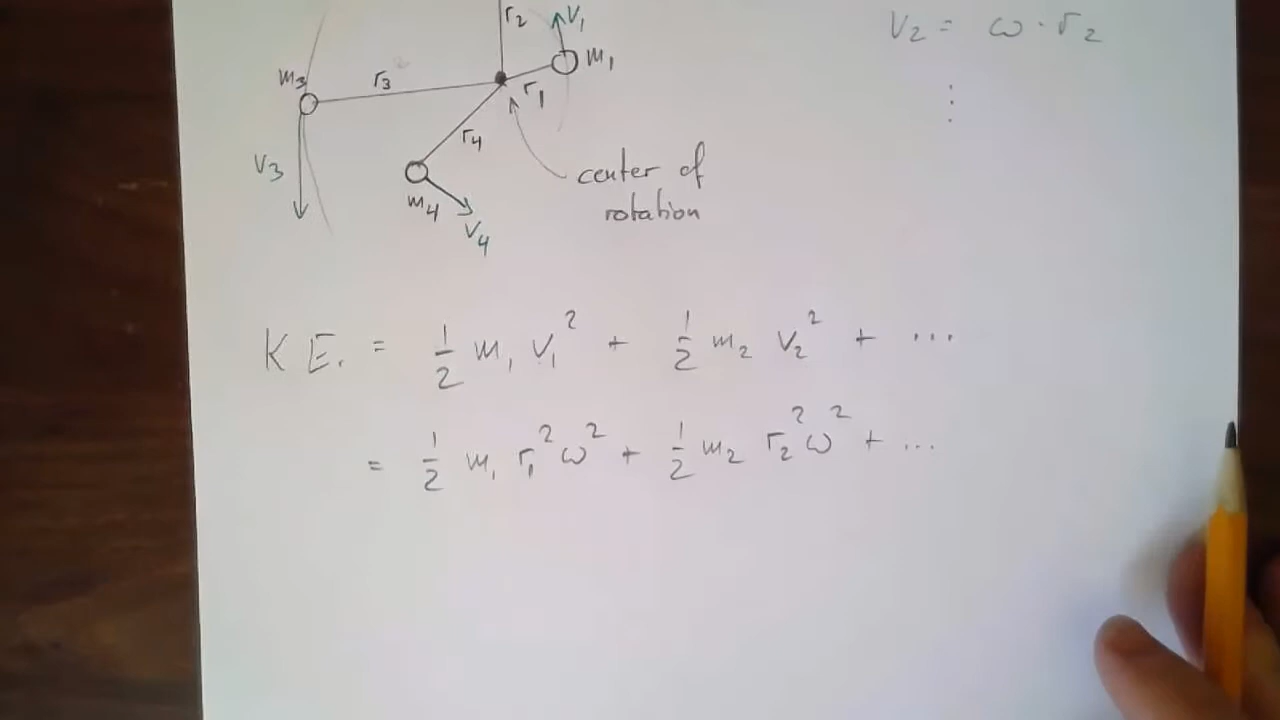 r₂
v₁
v₂ = ω · r₂
m₃
r₃
m₁
r₁
⋮
v₃
r₄
center of
rotation
m₄
v₄
K E. = 1/2 m₁ v₁² + 1/2 m₂ v₂² + ...
= 1/2 m₁ r₁² ω² + 1/2 m₂ r₂² ω² + ...